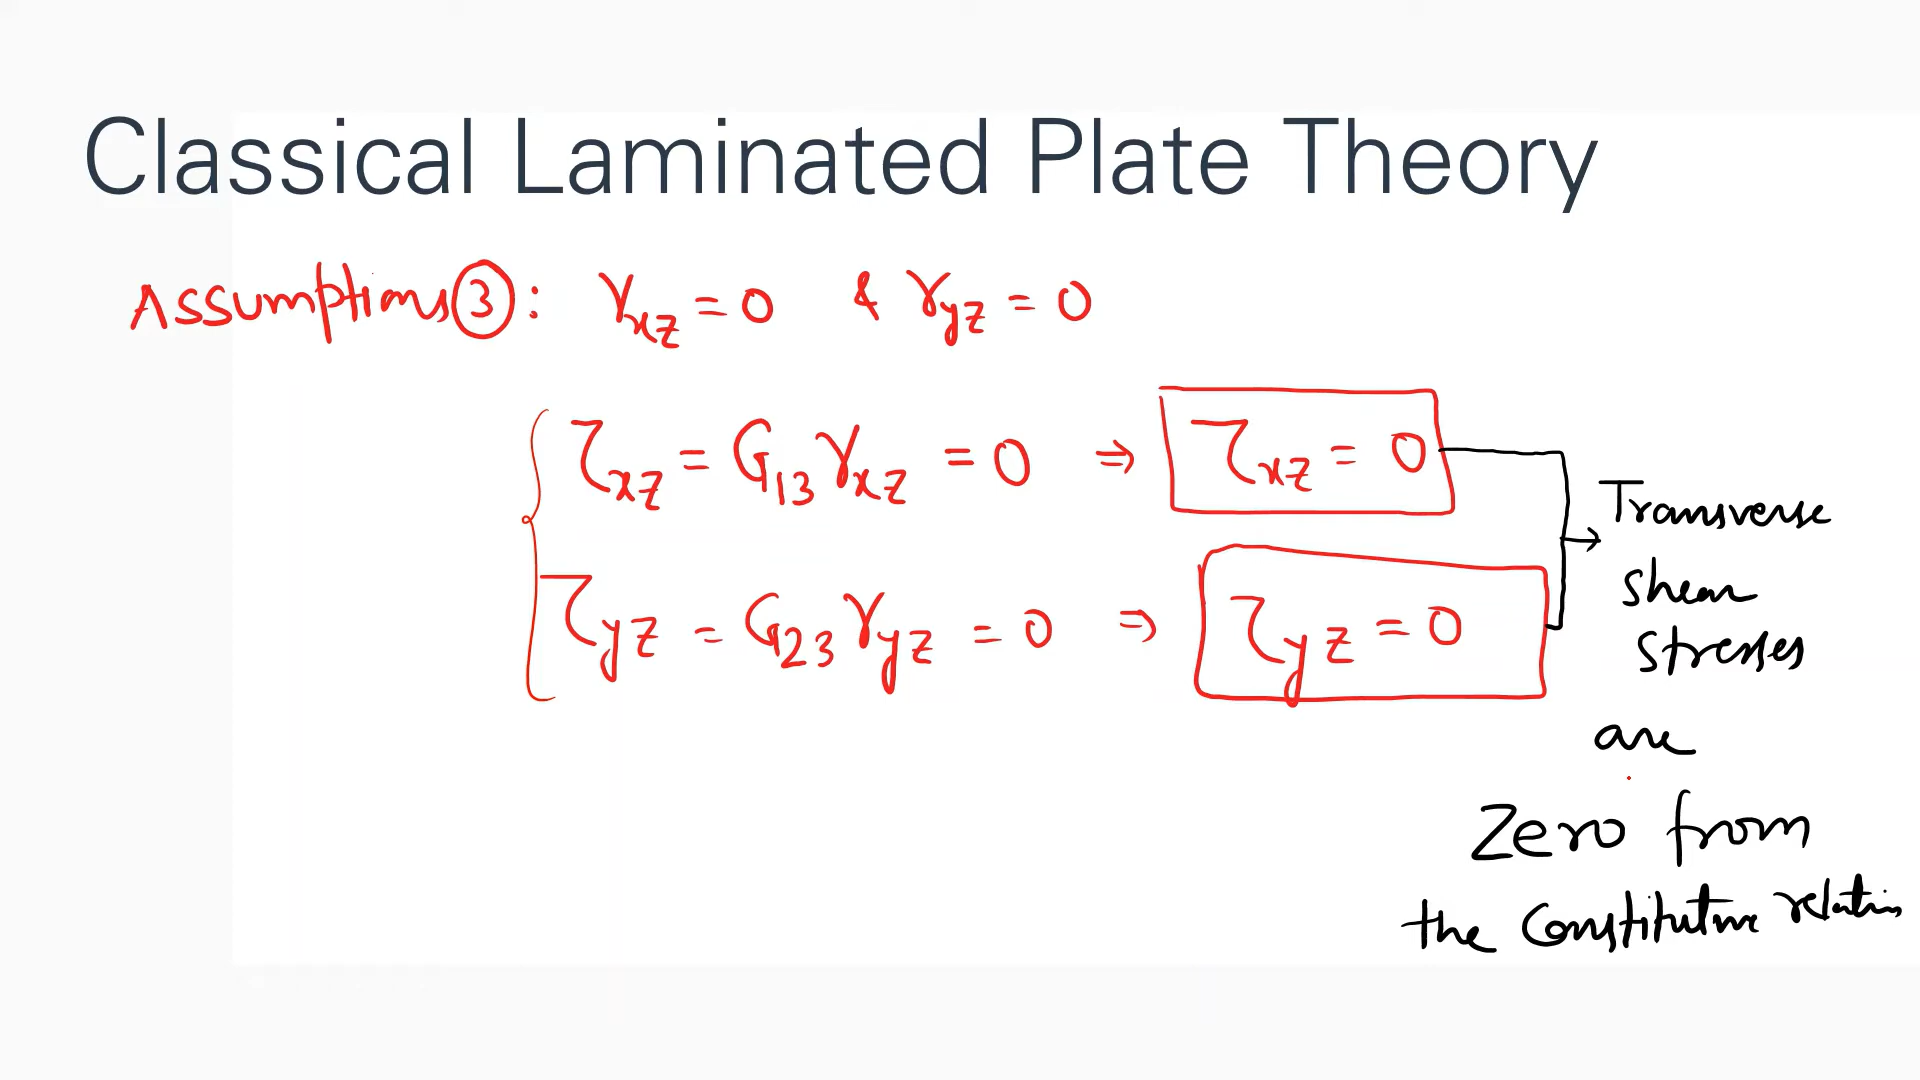 Classical Laminated Plate Theory
Assumptions ③: γxz = 0 & γyz = 0
τxz = G13 γxz = 0 ⇒ τxz = 0
τyz = G23 γyz = 0 ⇒ τyz = 0
Transverse
shear
stresses
are
Zero from
the Constitutive relations